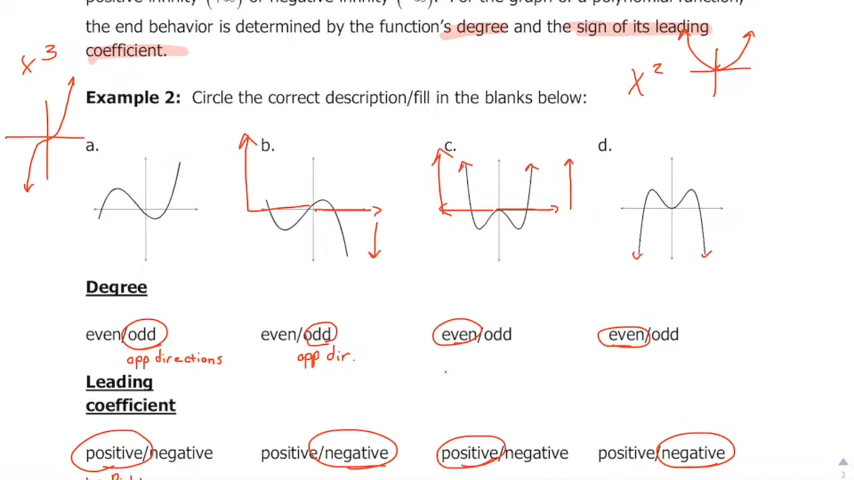 positive infinity (+∞) or negative infinity (-∞). For the graph of a polynomial function,
the end behavior is determined by the function's degree and the sign of its leading
coefficient.
x³
x²
Example 2: Circle the correct description/fill in the blanks below:
a. b. c. d.
Degree
even/odd even/odd even/odd even/odd
opp directions opp dir.
Leading
coefficient
positive/negative positive/negative positive/negative positive/negative
2